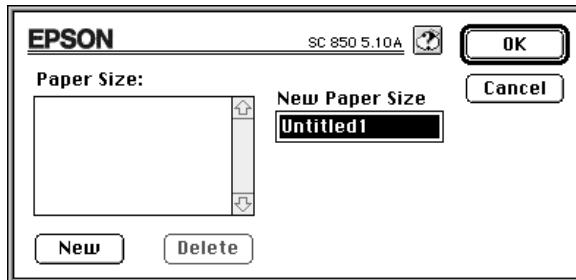 EPSON
SC 850 5.10A
OK
Cancel
Paper Size:
New Paper Size
Untitled1
New
Delete